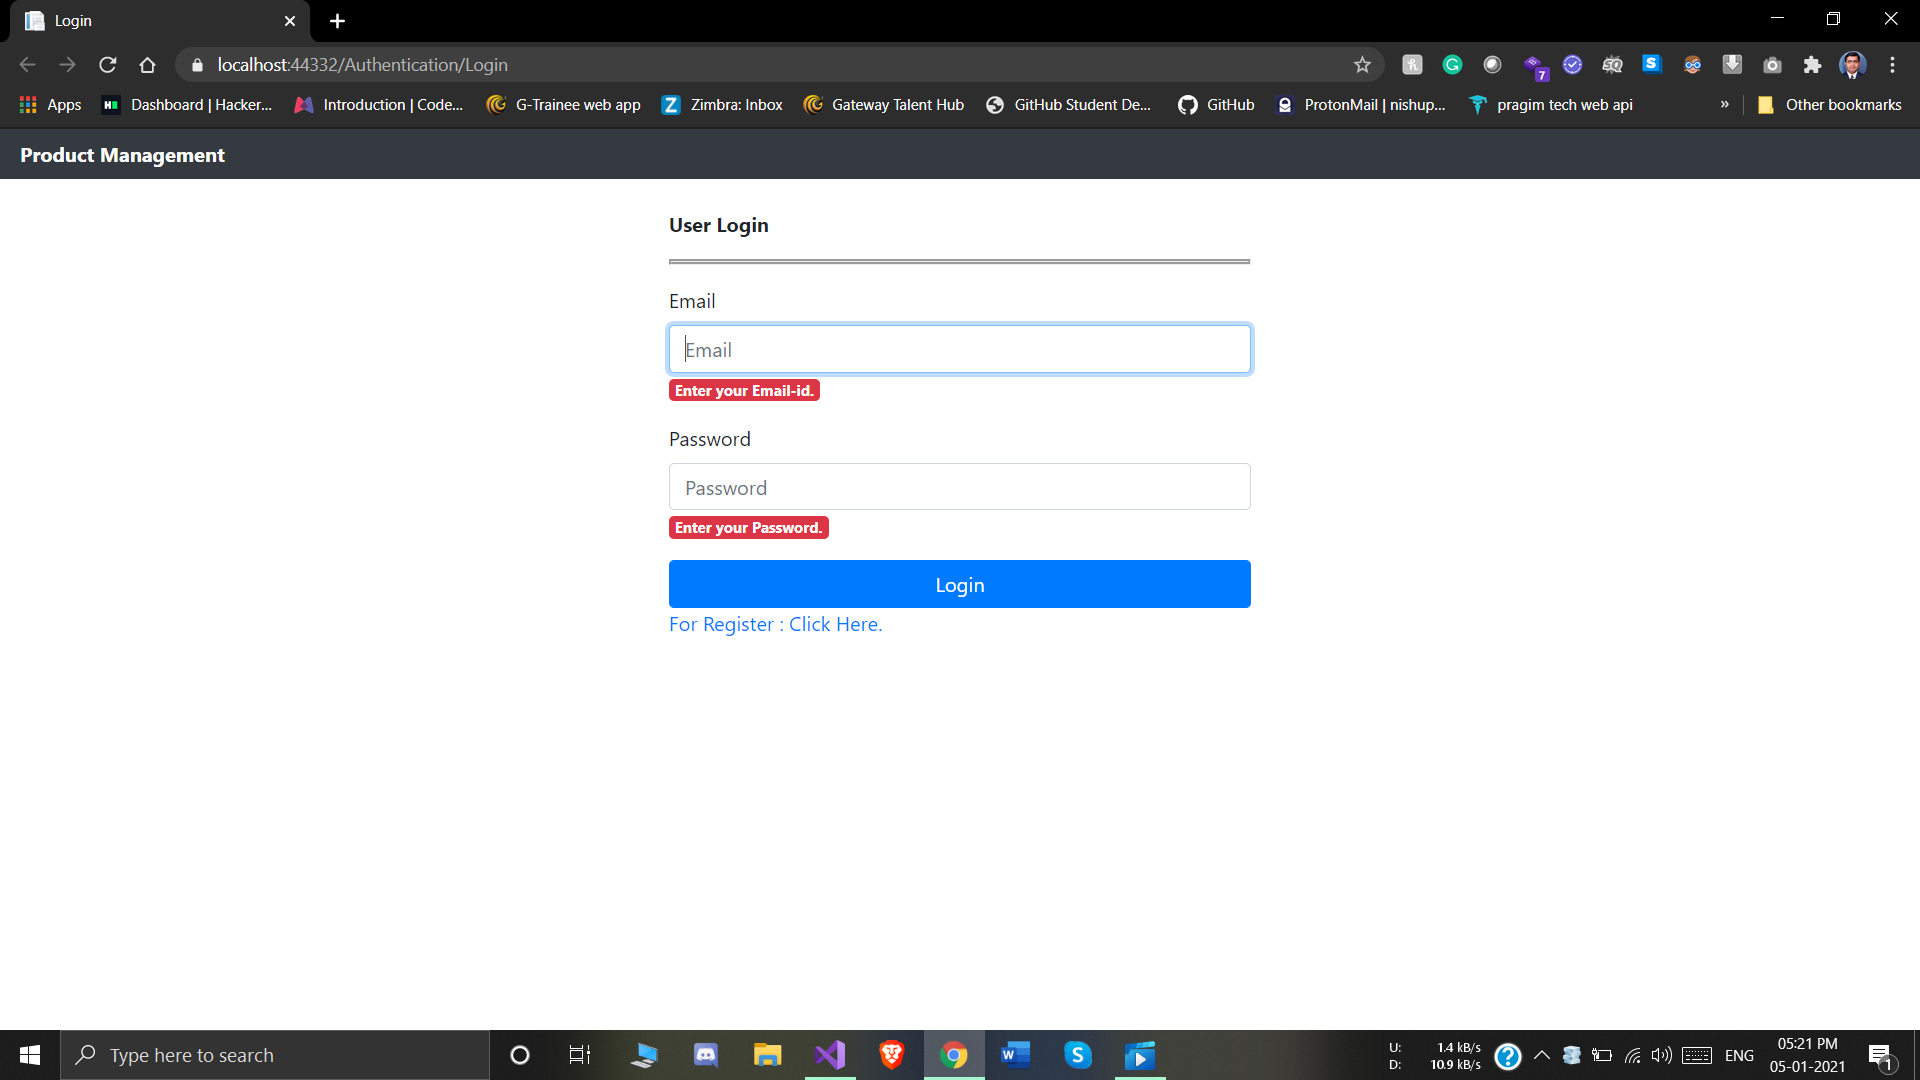 Login
localhost:44332/Authentication/Login
7
Apps
Dashboard | Hacker...
Introduction | Code...
G-Trainee web app
Zimbra: Inbox
Gateway Talent Hub
GitHub Student De...
GitHub
ProtonMail | nishup...
pragim tech web api
»
Other bookmarks
Product Management
User Login
Email
Email
Enter your Email-id.
Password
Password
Enter your Password.
Login
For Register : Click Here.
Type here to search
U: 1.4 kB/s
D: 10.9 kB/s
ENG
05:21 PM
05-01-2021
1